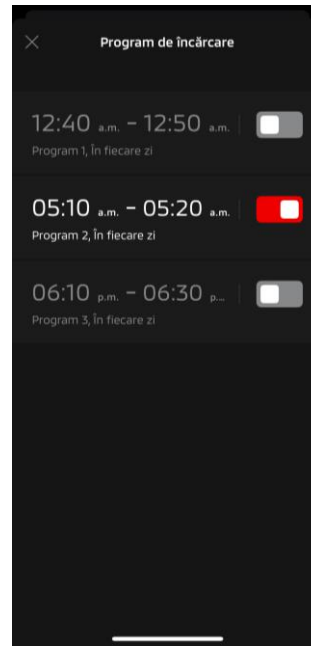 Program de încărcare
12:40 a.m. – 12:50 a.m.
Program 1, În fiecare zi
05:10 a.m. – 05:20 a.m.
Program 2, În fiecare zi
06:10 p.m. – 06:30 p...
Program 3, În fiecare zi